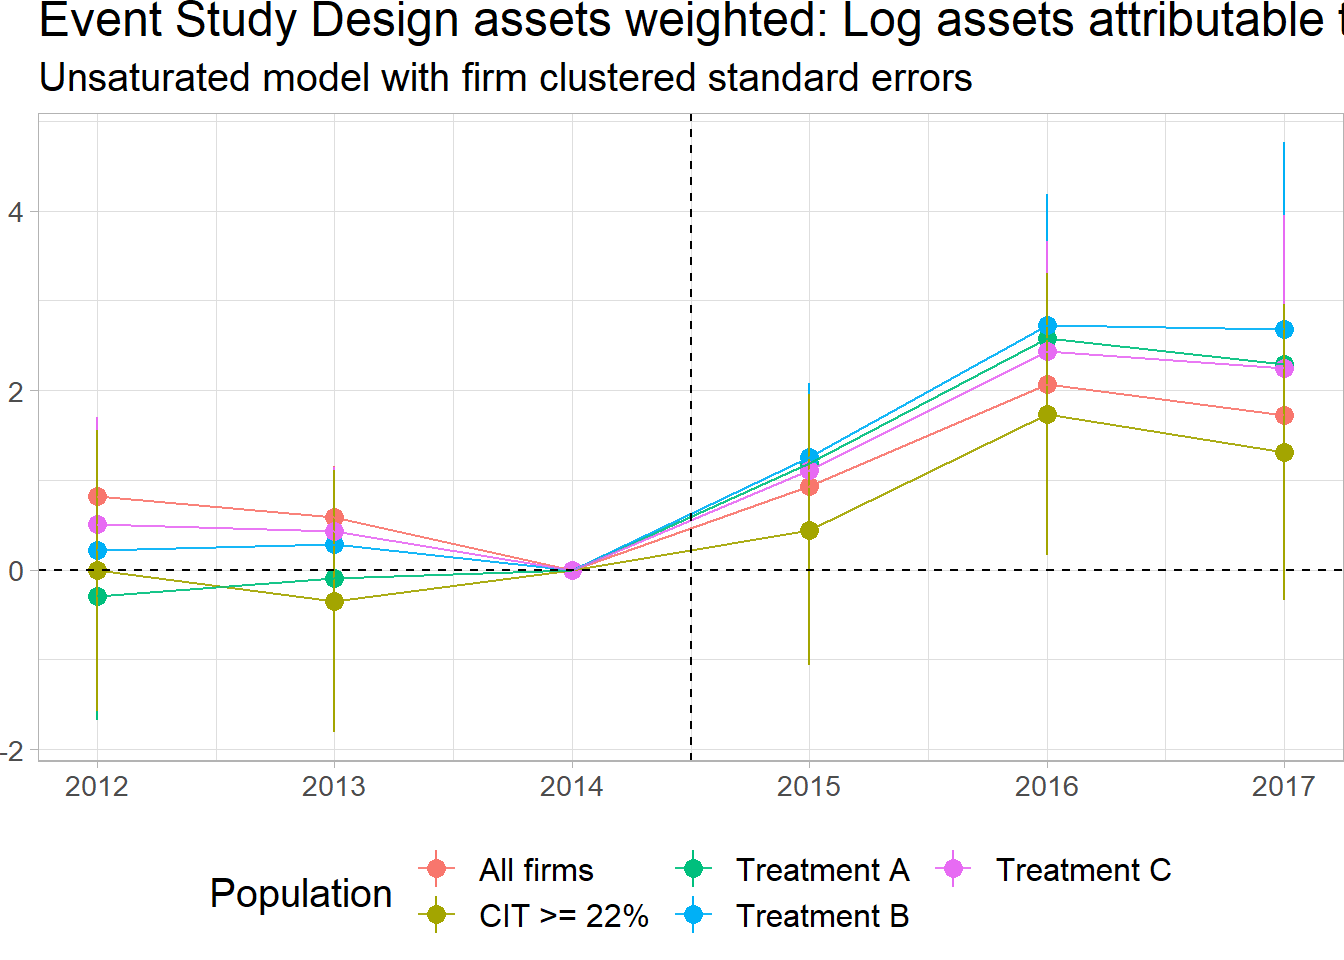 Event Study Design assets weighted: Log assets attributable
Unsaturated model with firm clustered standard errors
4
2
0
-2
2012 2013 2014 2015 2016 2017
Population
All firms Treatment A Treatment C
CIT >= 22% Treatment B